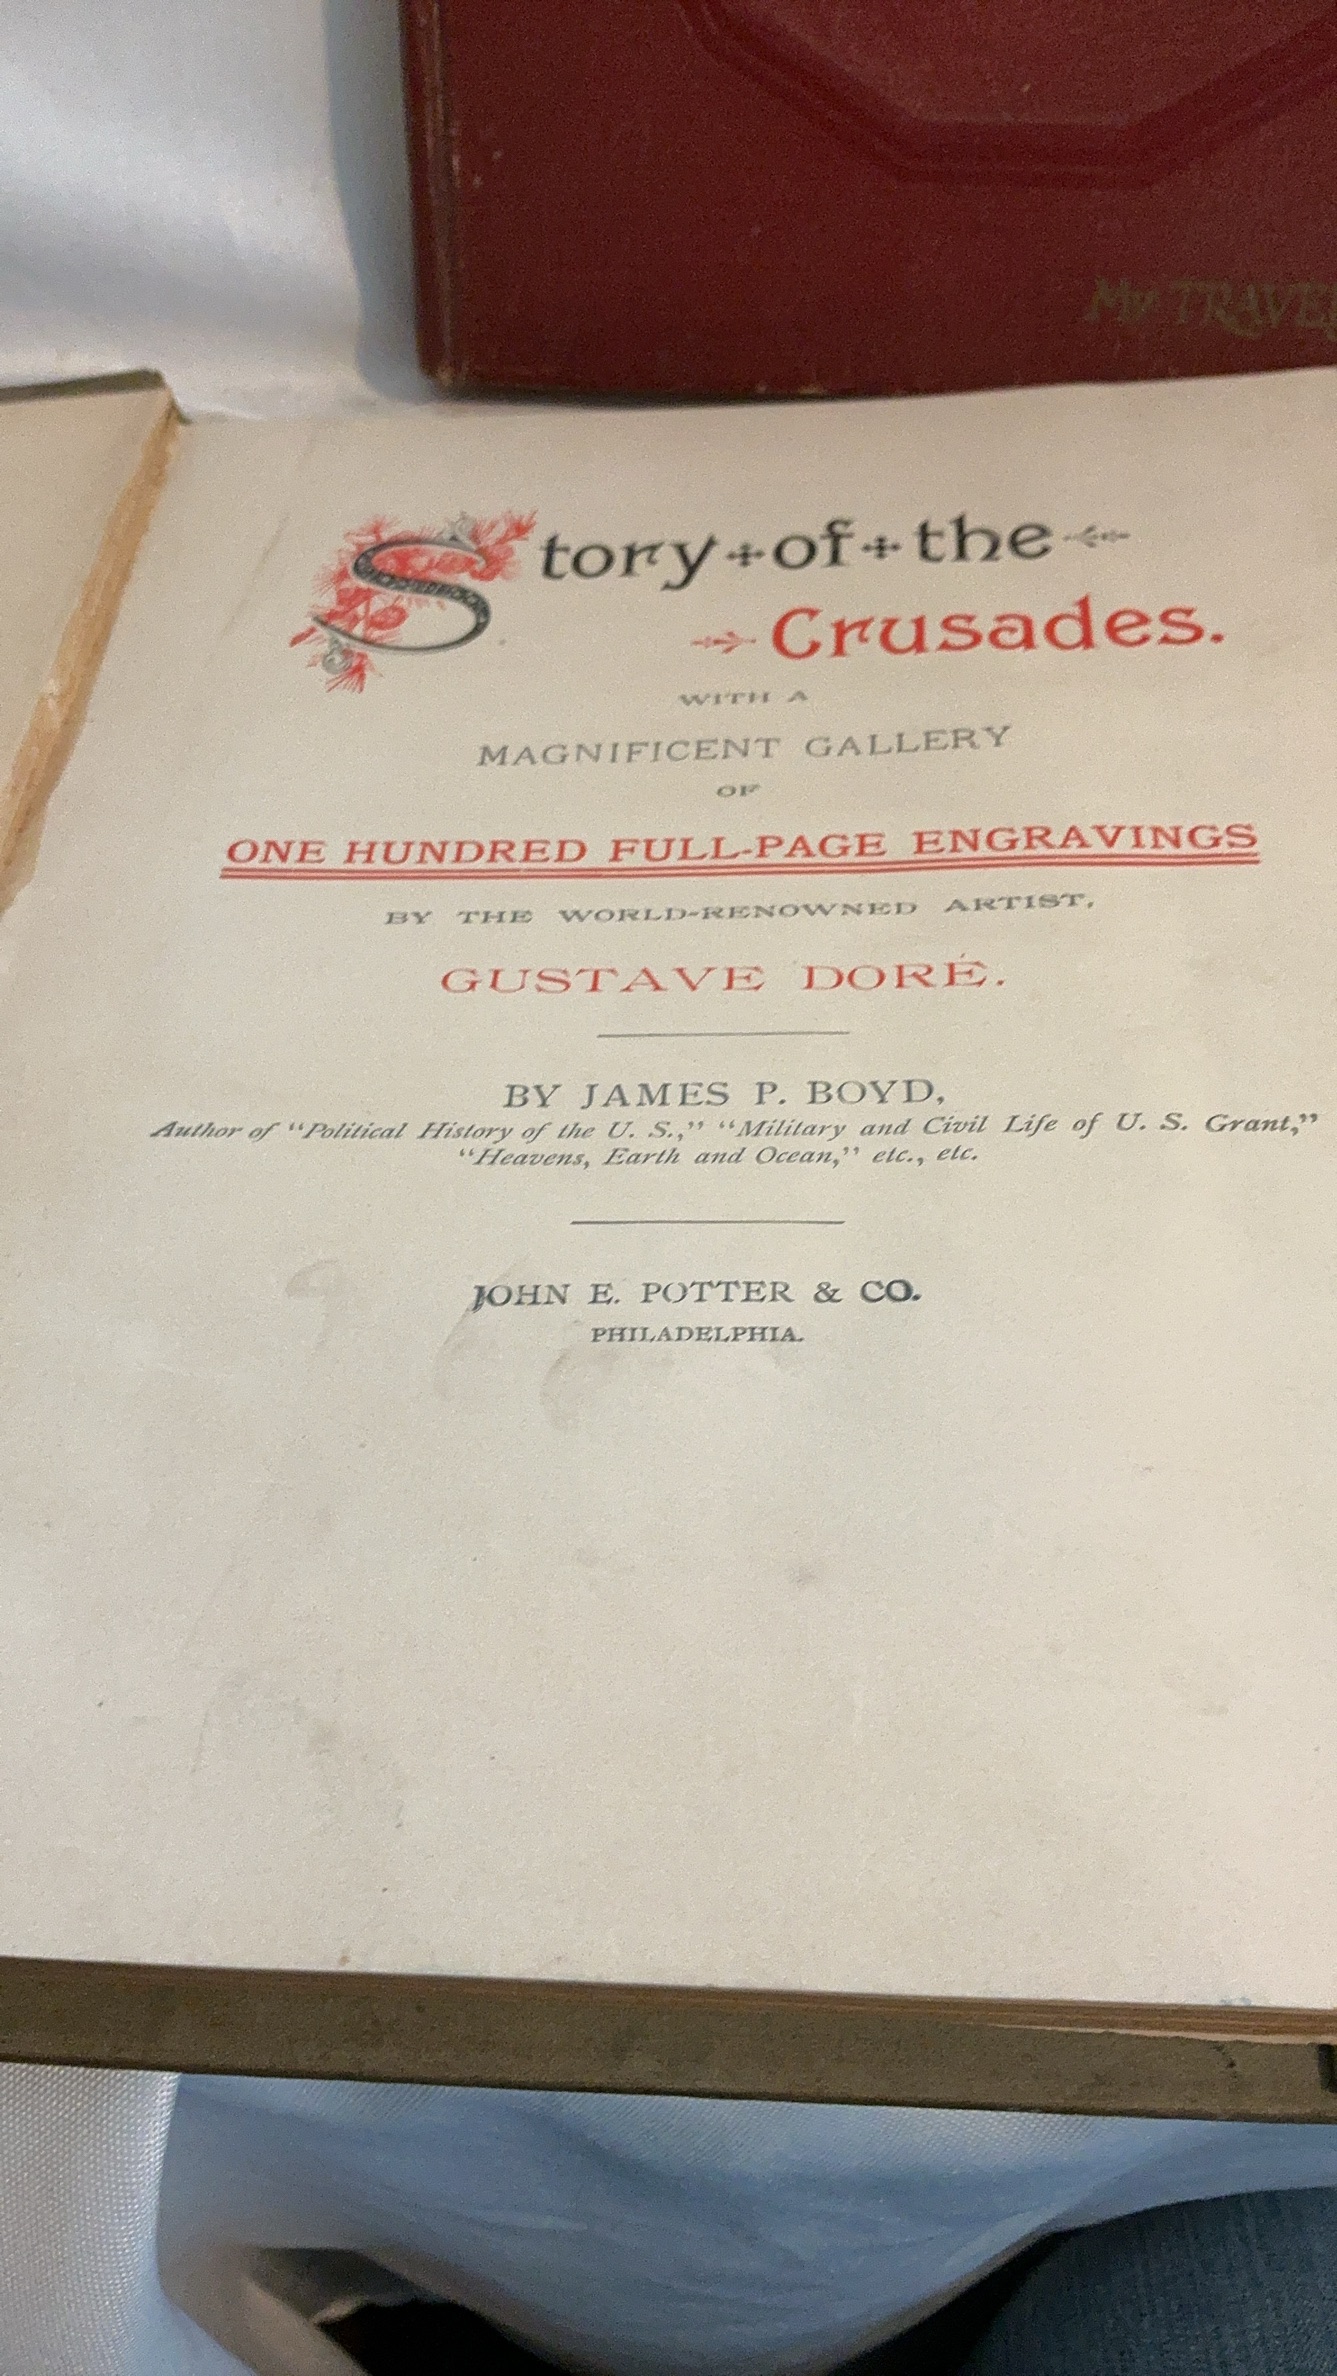 My TRAVE
Story of the
Crusades.
WITH A
MAGNIFICENT GALLERY
OF
ONE HUNDRED FULL-PAGE ENGRAVINGS
BY THE WORLD-RENOWNED ARTIST,
GUSTAVE DORÉ.
BY JAMES P. BOYD,
Author of "Political History of the U. S.," "Military and Civil Life of U. S. Grant,"
"Heavens, Earth and Ocean," etc., etc.
JOHN E. POTTER & CO.
PHILADELPHIA.